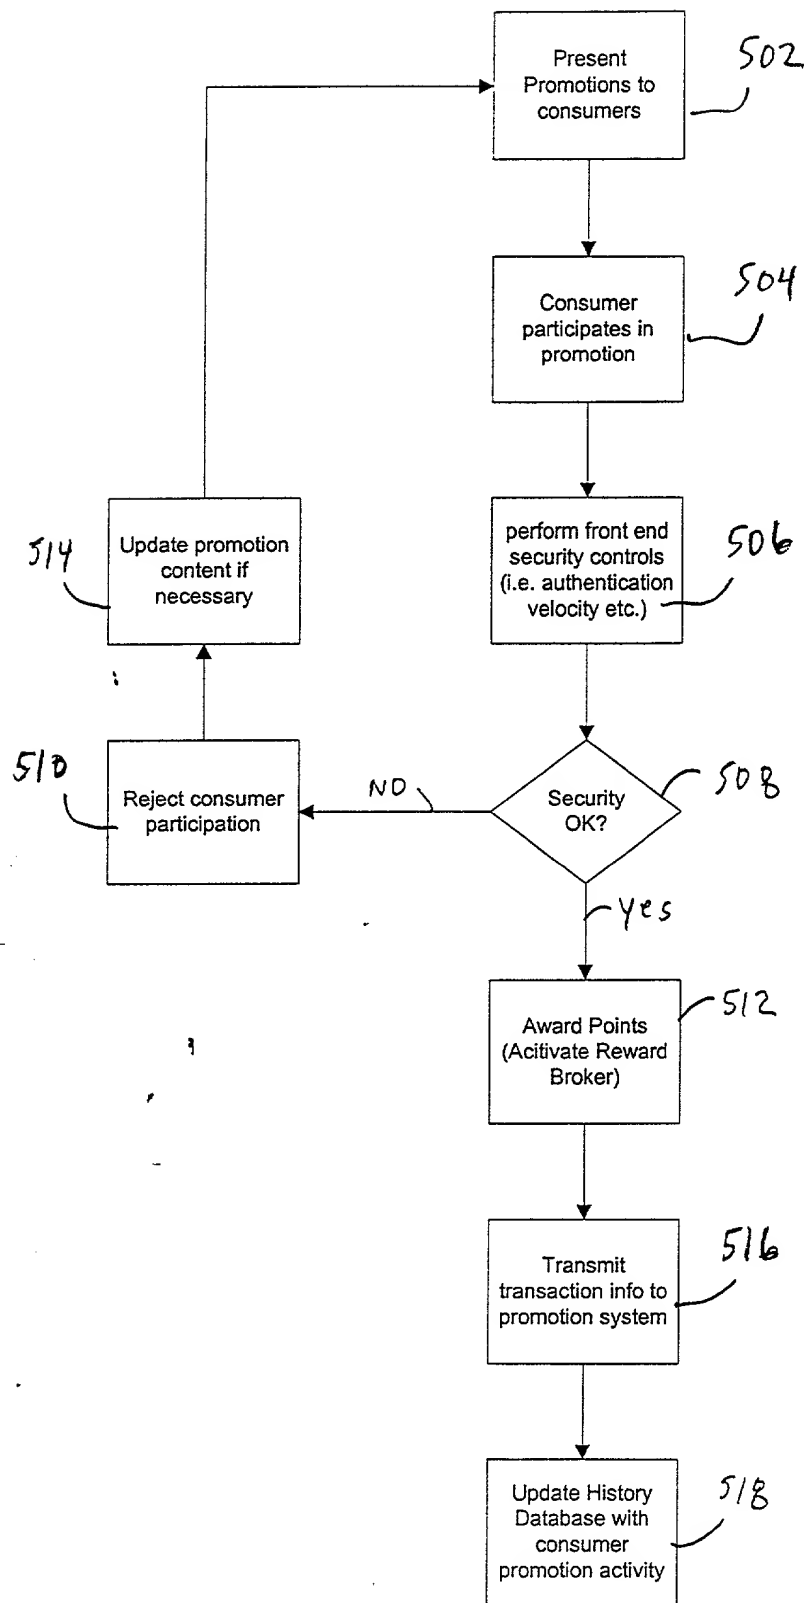 Present
Promotions to
consumers
502
Consumer
participates in
promotion
504
perform front end
security controls
(i.e. authentication
velocity etc.)
506
514
Update promotion
content if
necessary
510
Reject consumer
participation
NO
Security
OK?
508
yes
Award Points
(Acitivate Reward
Broker)
512
Transmit
transaction info to
promotion system
516
Update History
Database with
consumer
promotion activity
518